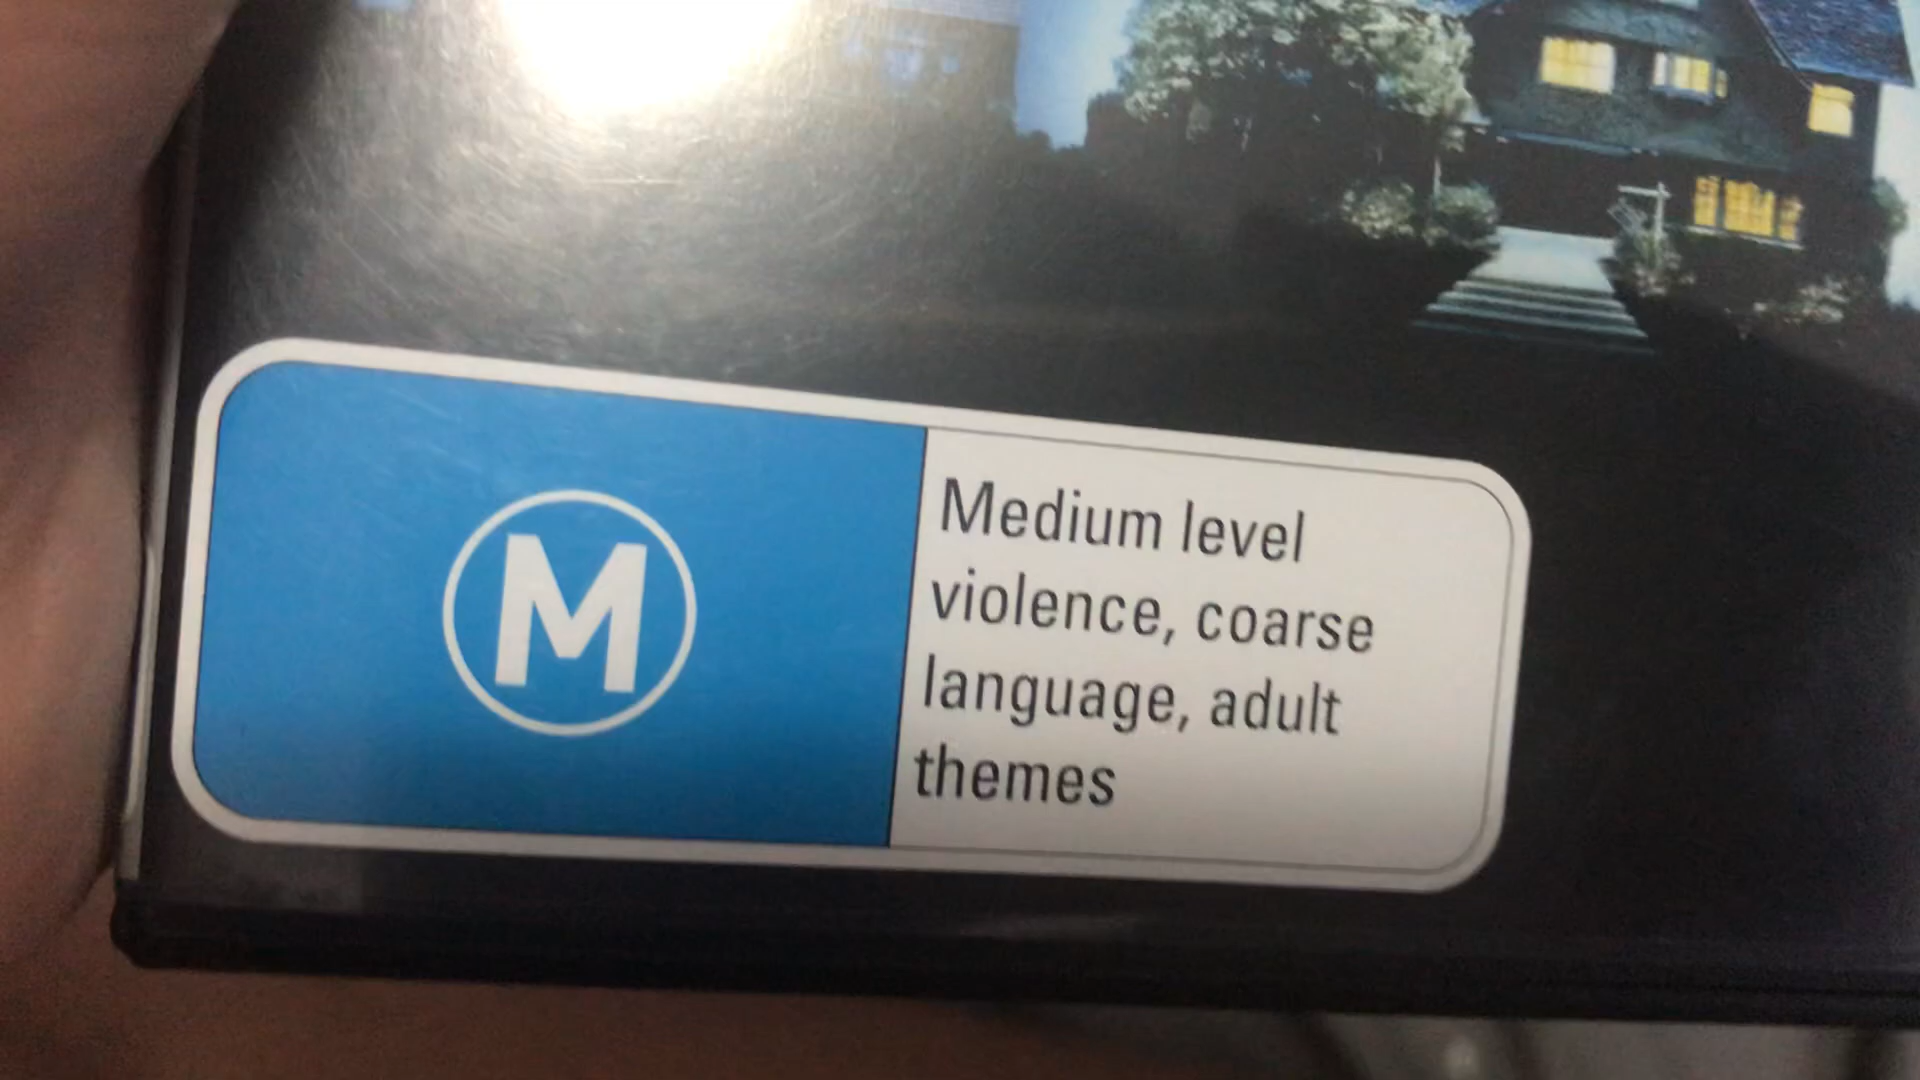 M
Medium level
violence, coarse
language, adult
themes